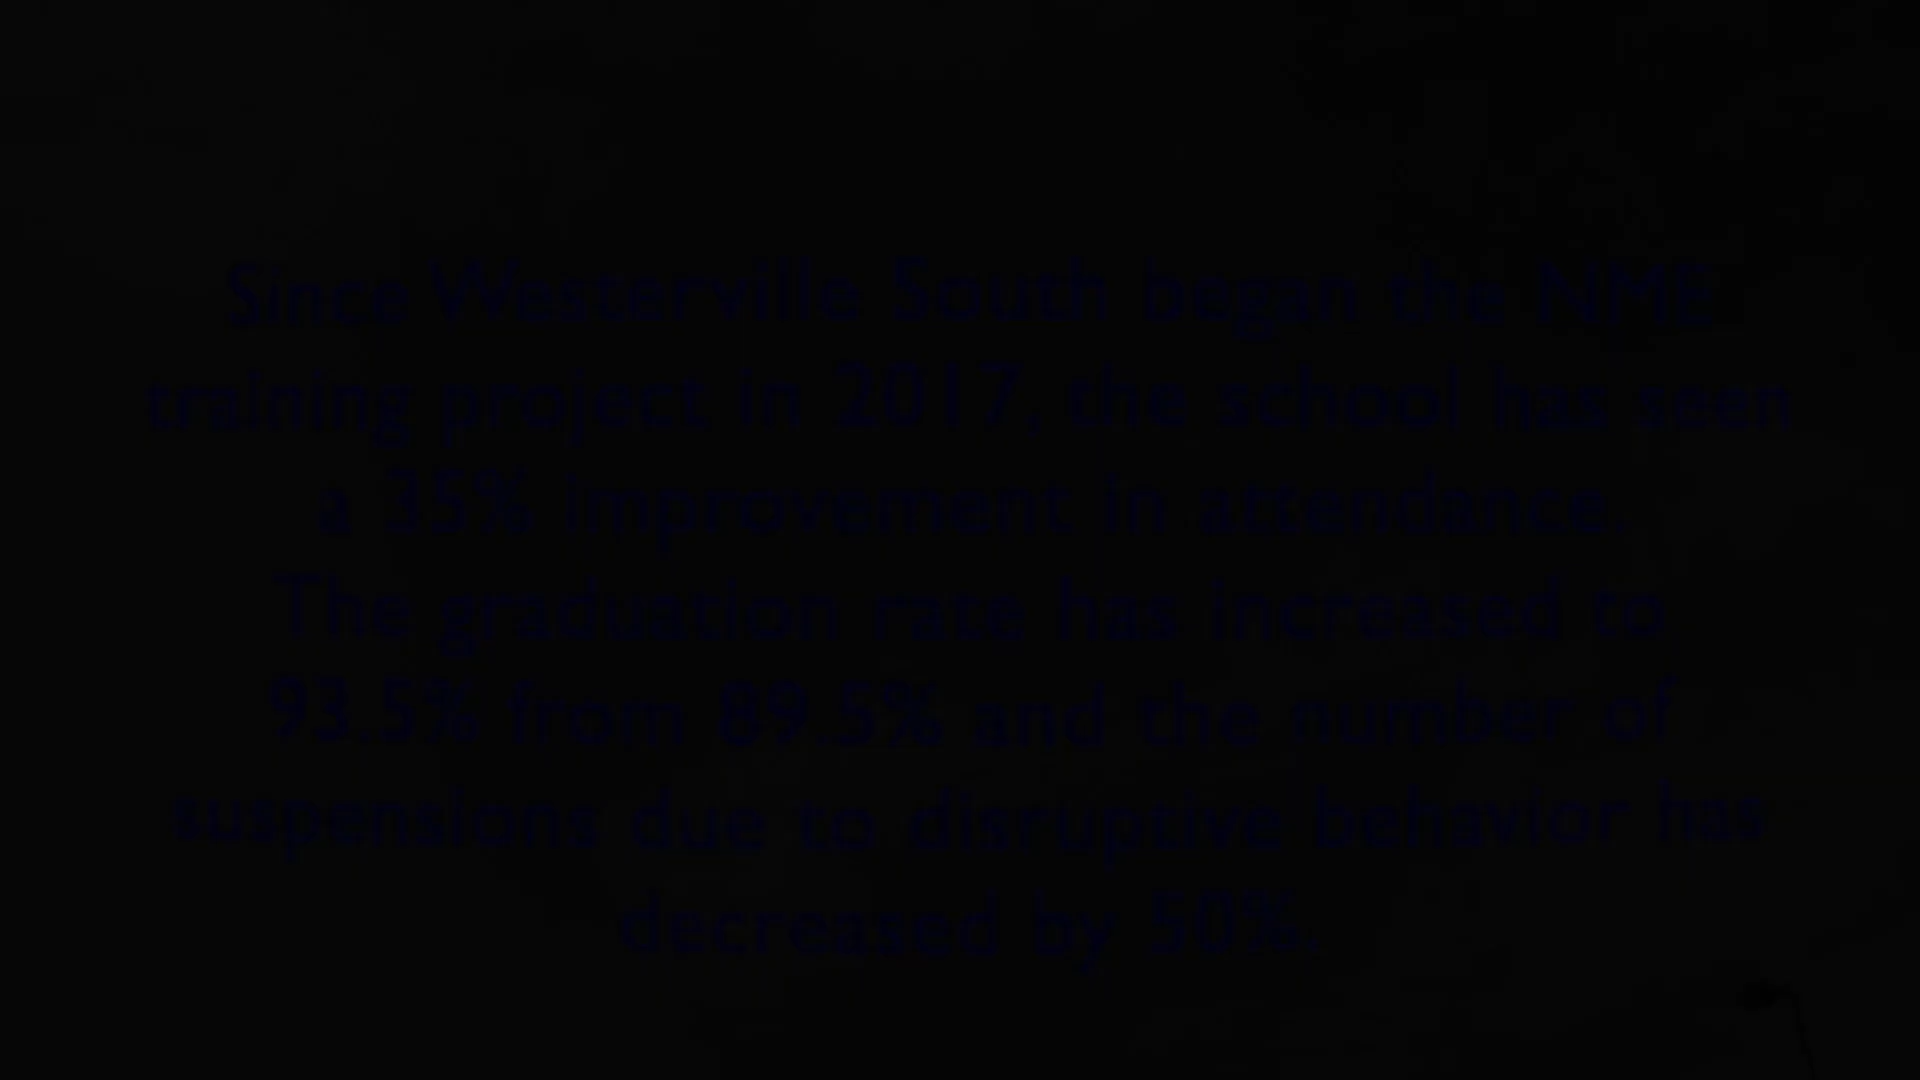 Since Westerville South began the NME
training project in 2017, the school has seen
a 35% improvement in attendance.
The graduation rate has increased to
93.5% from 89.5% and the number of
suspensions due to disruptive behavior has
decreased by 50%.